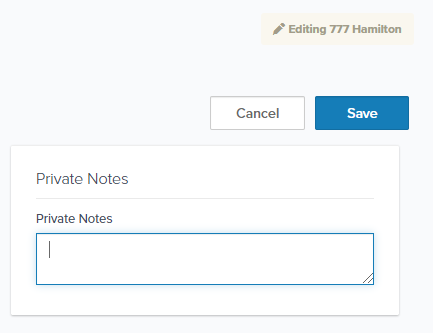 Editing 777 Hamilton
Cancel Save
Private Notes
Private Notes